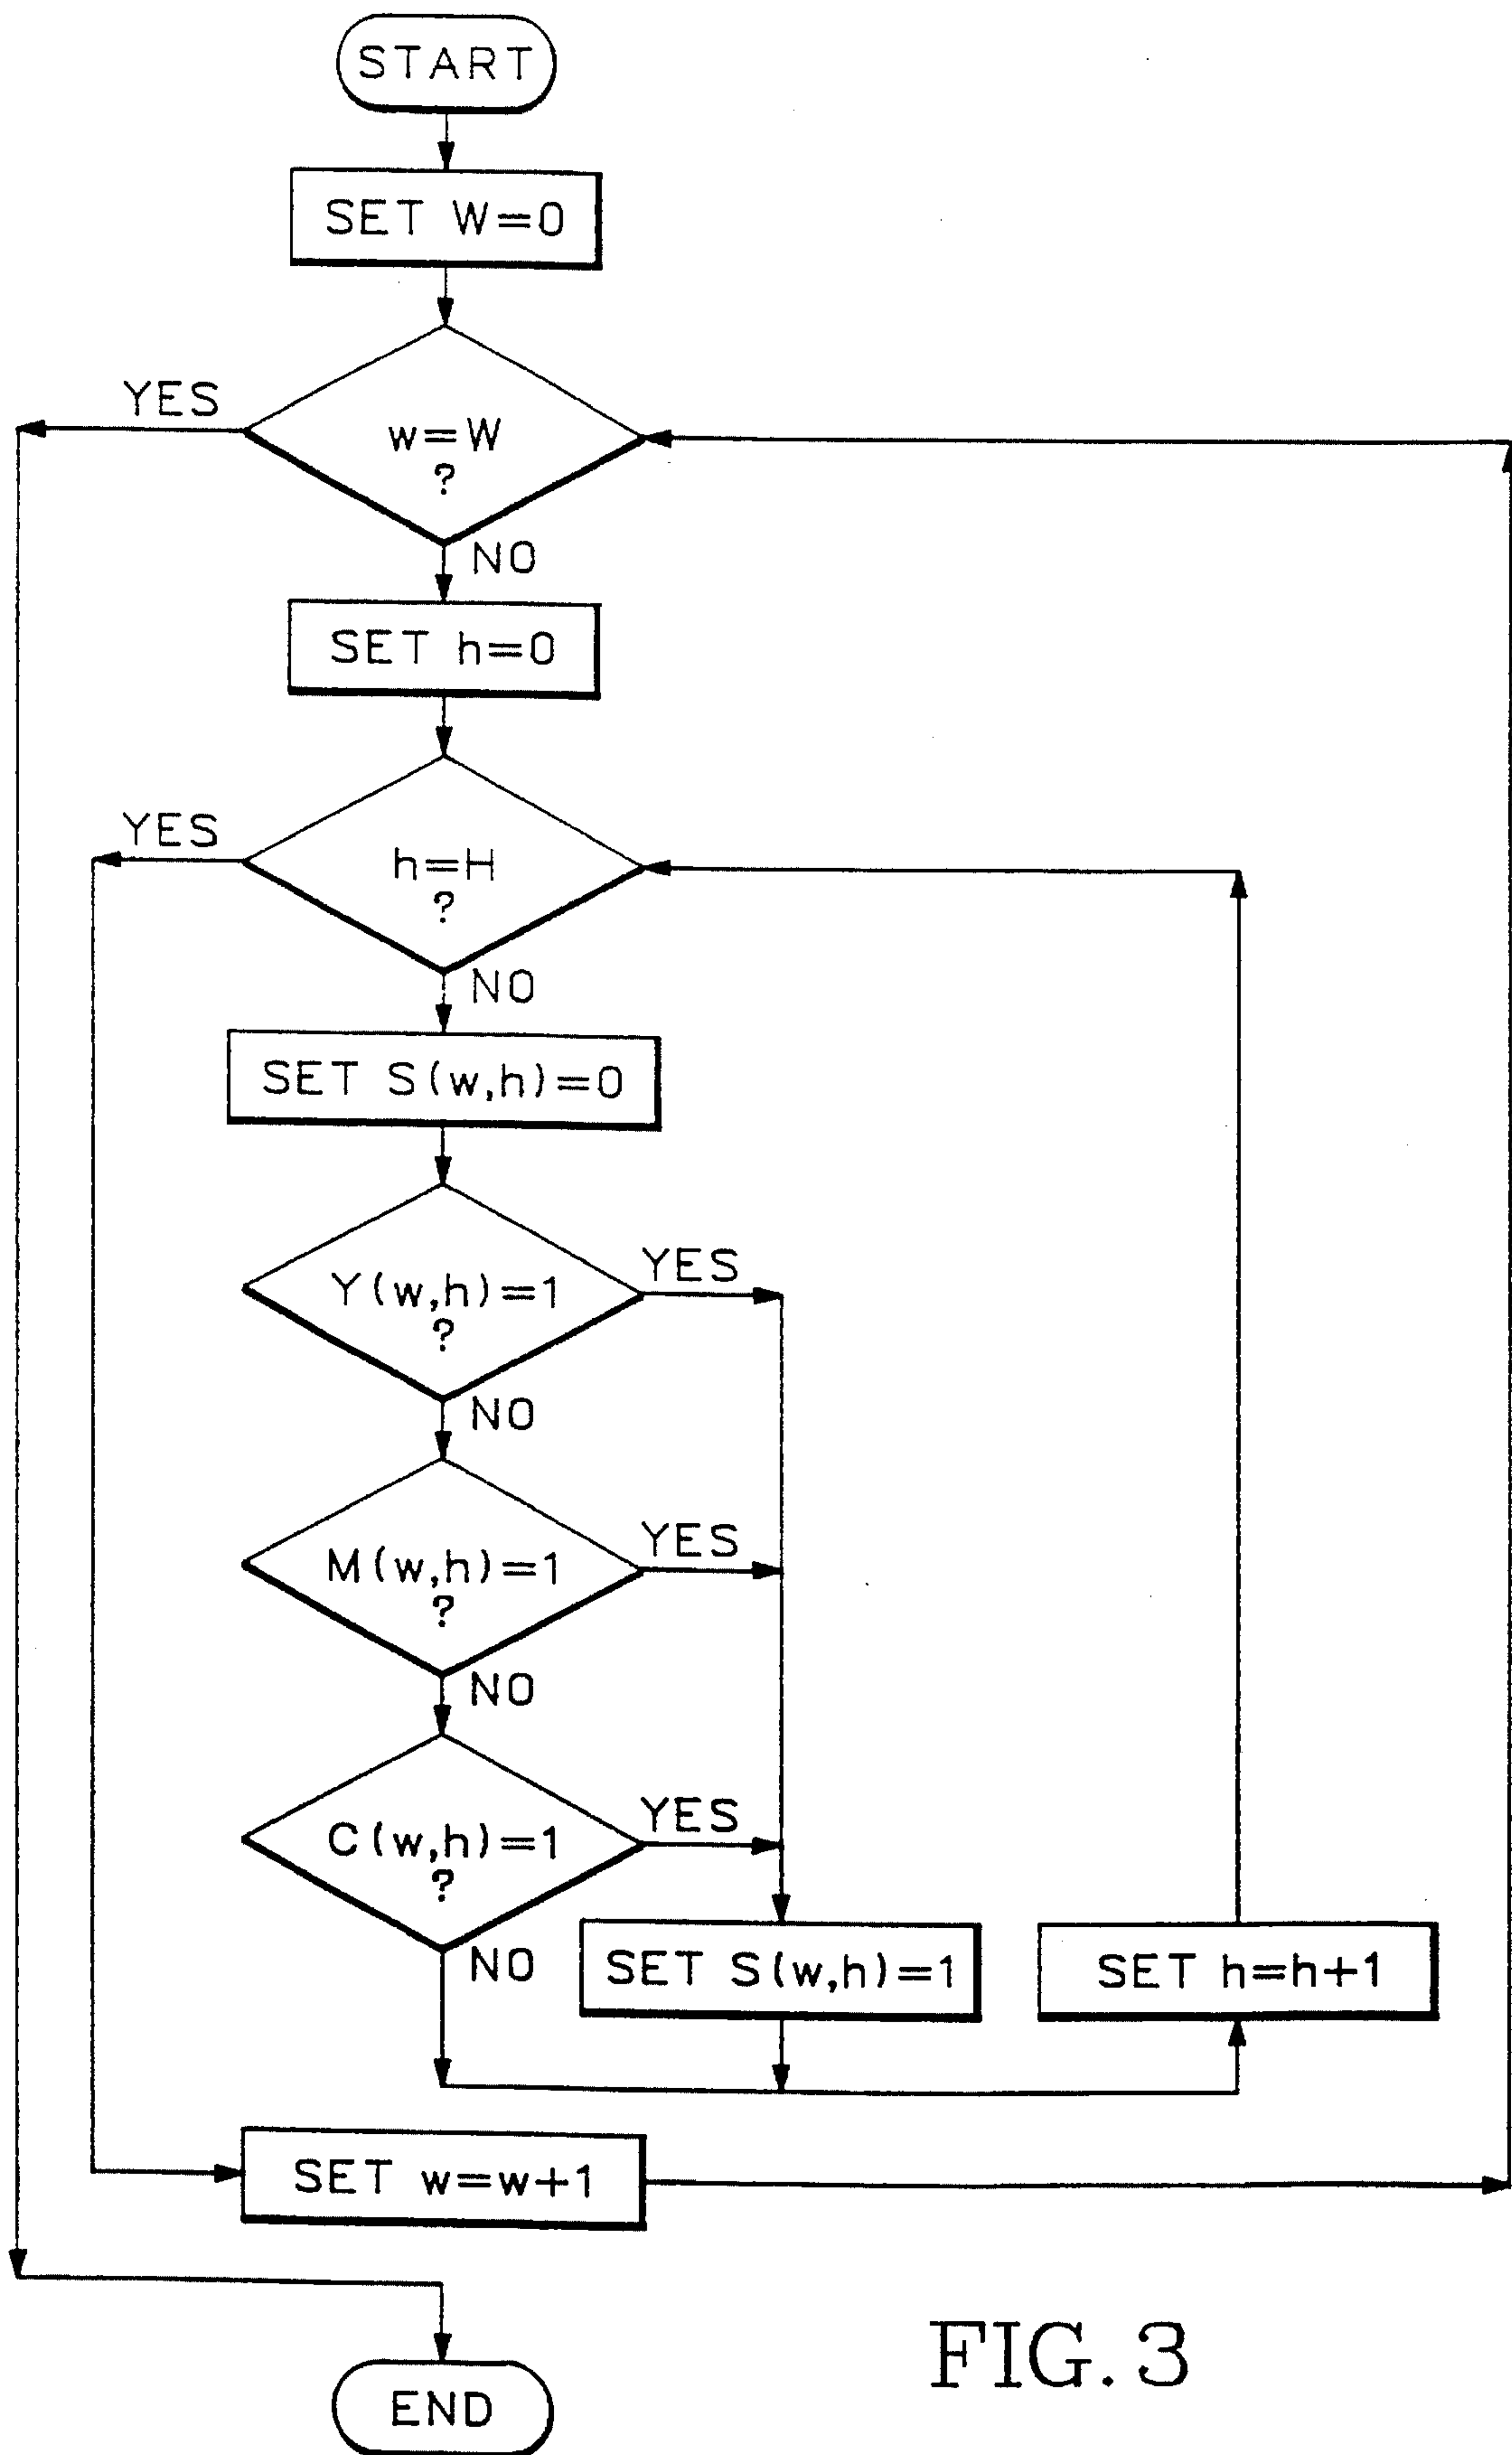 START
SET W=0
YES
w=W
?
NO
SET h=0
YES
h=H
?
NO
SET S(w,h)=0
Y(w,h)=1
?
YES
NO
M(w,h)=1
?
YES
NO
C(w,h)=1
?
YES
NO
SET S(w,h)=1
SET h=h+1
SET w=w+1
END
FIG. 3